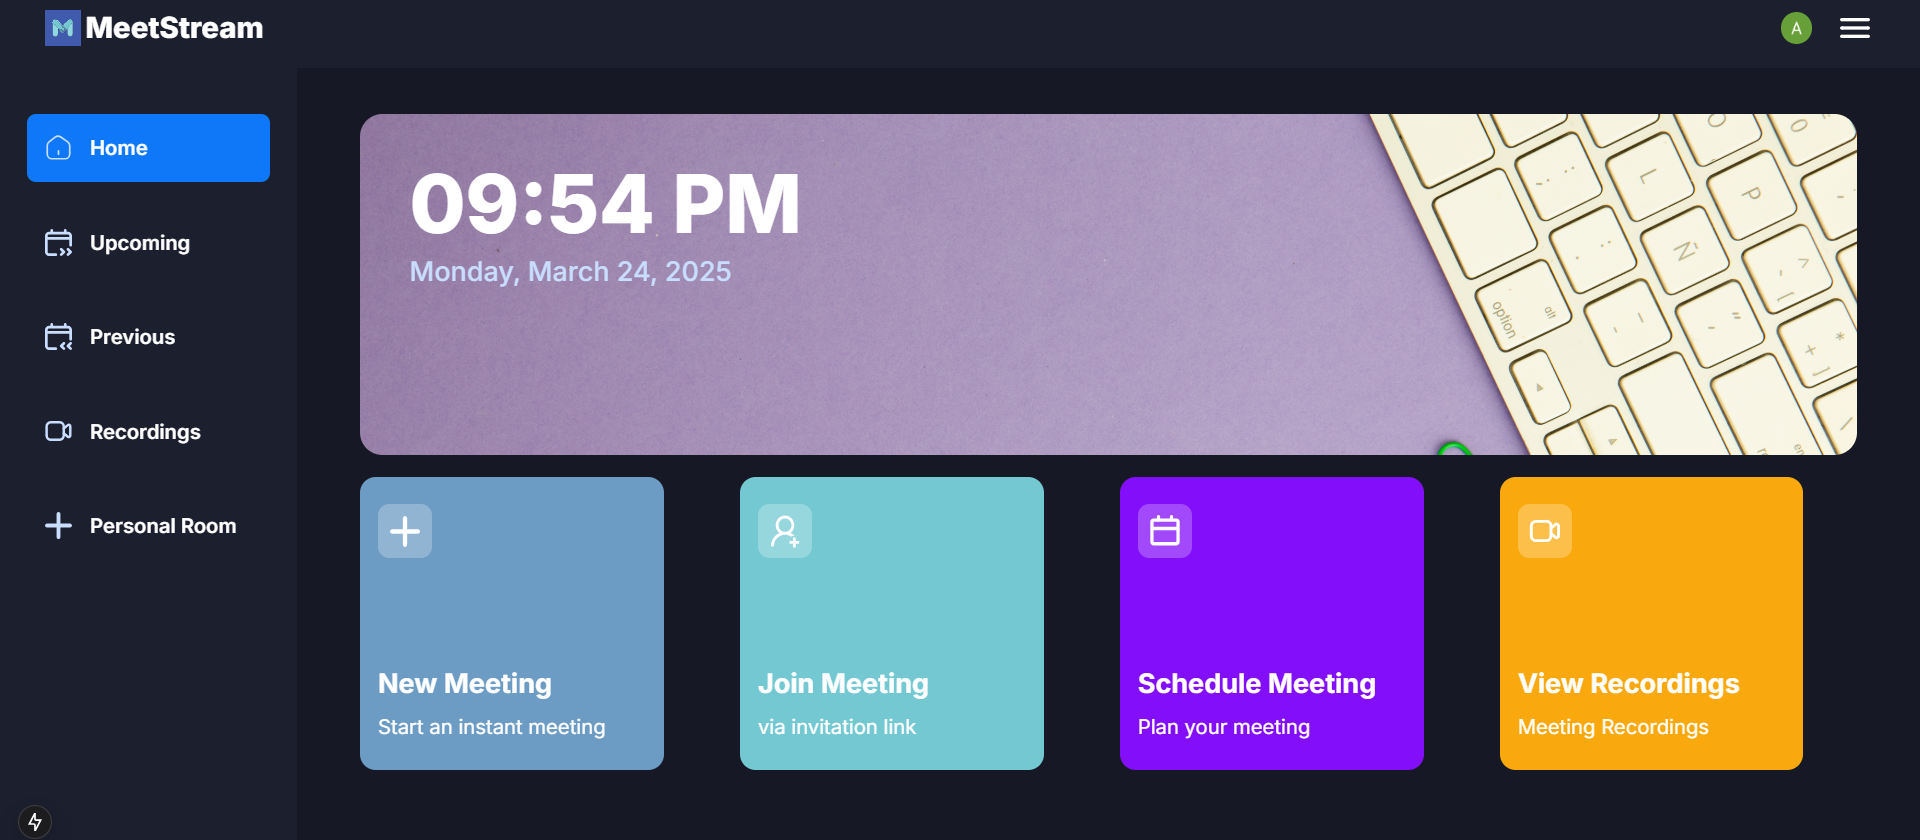 MeetStream
A
Home
Upcoming
Previous
Recordings
Personal Room
09:54 PM
Monday, March 24, 2025
L
P
option
alt
New Meeting
Start an instant meeting
Join Meeting
via invitation link
Schedule Meeting
Plan your meeting
View Recordings
Meeting Recordings